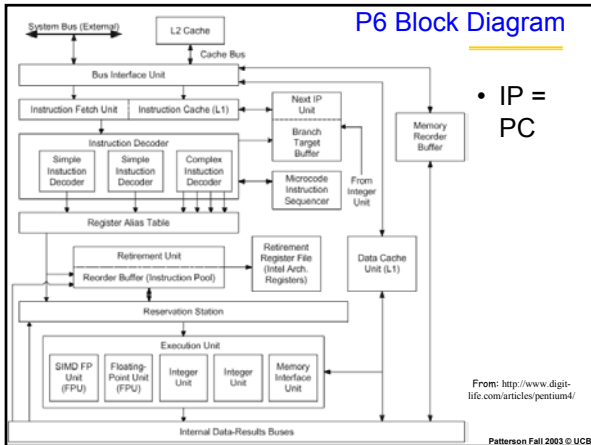 P6 Block Diagram
System Bus (External)
L2 Cache
Cache Bus
Bus Interface Unit
Instruction Fetch Unit
Instruction Cache (L1)
Next IP
Unit
Branch
Target
Buffer
Memory
Reorder
Buffer
• IP =
PC
Instruction Decoder
Simple
Instuction
Decoder
Simple
Instuction
Decoder
Complex
Instuction
Decoder
Microcode
Instruction
Sequencer
From
Integer
Unit
Register Alias Table
Retirement Unit
Reorder Buffer (Instruction Pool)
Retirement
Register File
(Intel Arch.
Registers)
Data Cache
Unit (L1)
Reservation Station
Execution Unit
SIMD FP
Unit
(FPU)
Floating-
Point Unit
(FPU)
Integer
Unit
Integer
Unit
Memory
Interface
Unit
From: http://www.digit-
life.com/articles/pentium4/
Internal Data-Results Buses
Patterson Fall 2003 © UCB